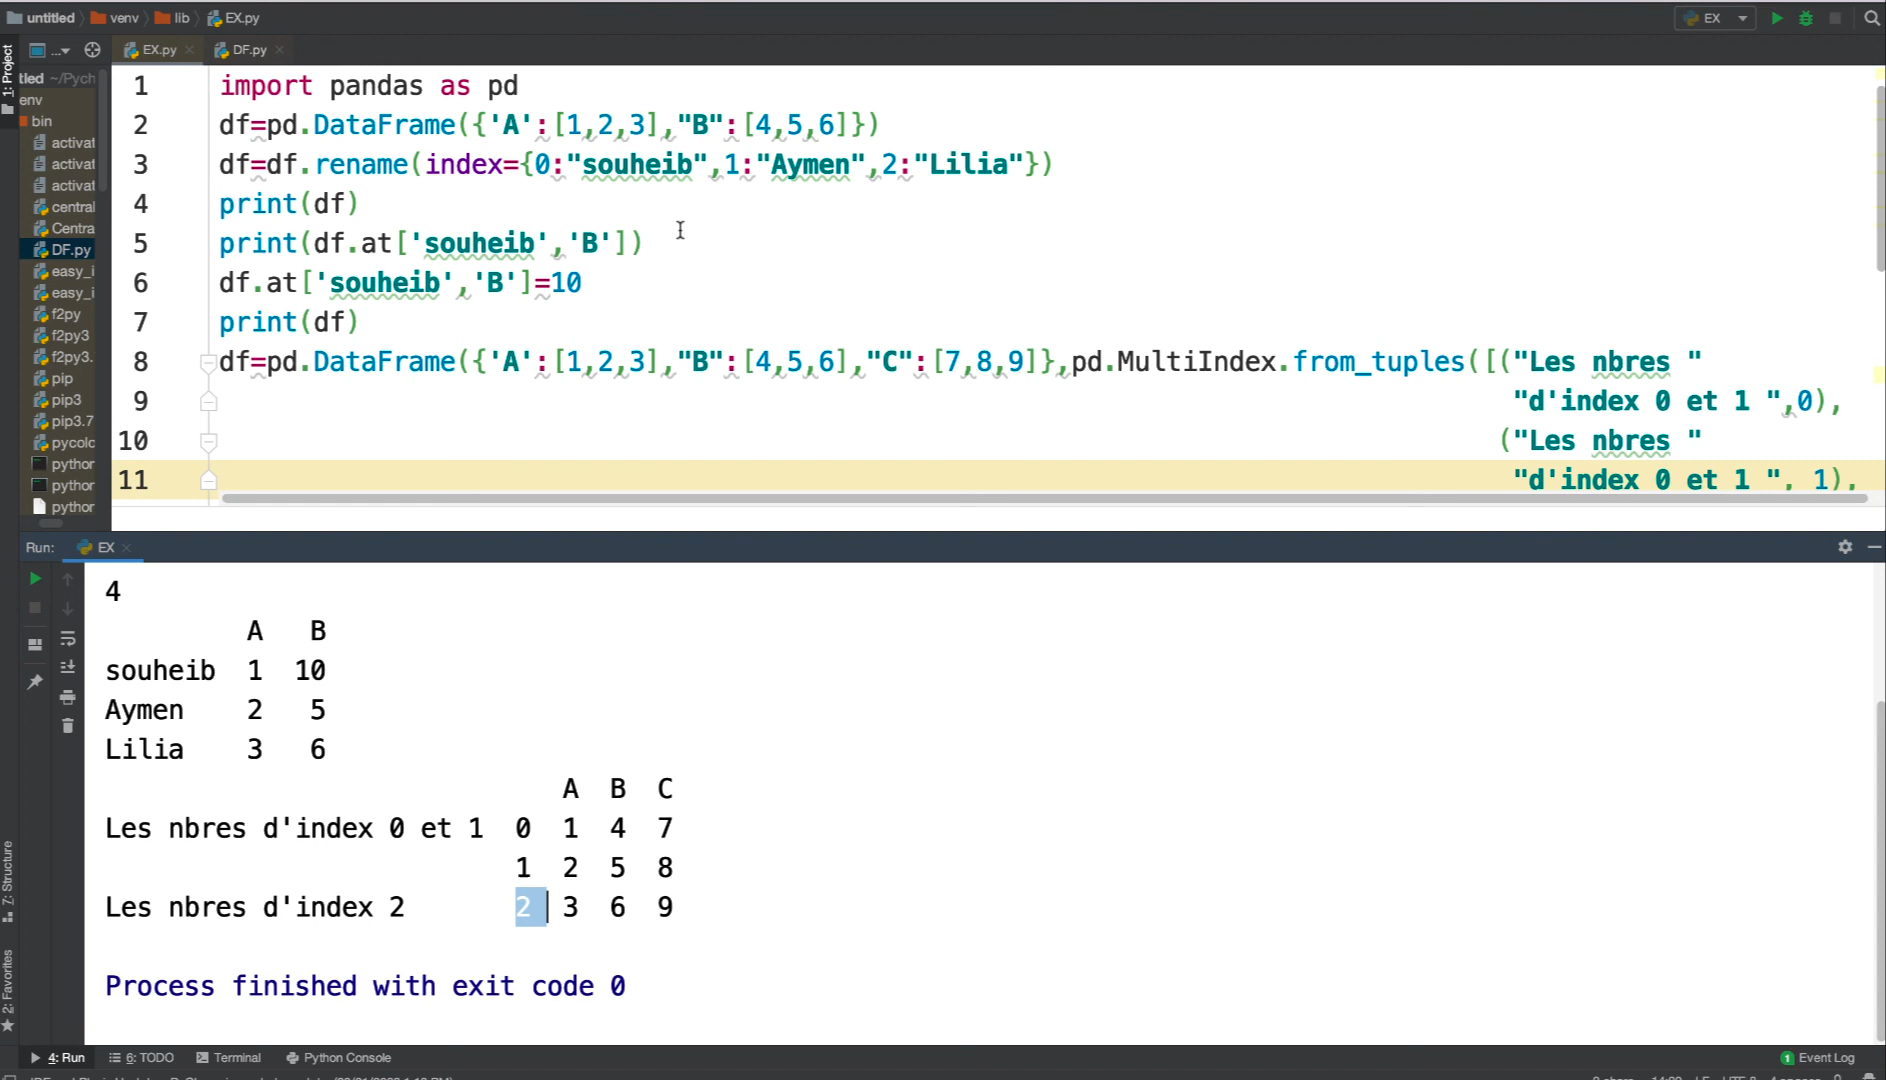 untitled venv lib EX.py EX
1: Project ... EX.py DF.py
1 import pandas as pd
2 df=pd.DataFrame({'A':[1,2,3],"B":[4,5,6]})
3 df=df.rename(index={0:"souheib",1:"Aymen",2:"Lilia"})
4 print(df)
5 print(df.at['souheib','B'])
6 df.at['souheib','B']=10
7 print(df)
8 df=pd.DataFrame({'A':[1,2,3],"B":[4,5,6],"C":[7,8,9]},pd.MultiIndex.from_tuples([("Les nbres "
9 "d'index 0 et 1 ",0),
10 ("Les nbres "
11 "d'index 0 et 1 ", 1),
tled ~/Pych
env
bin
activat
activat
activat
central
Centra
DF.py
easy_i
easy_i
f2py
f2py3
f2py3.
pip
pip3
pip3.7
pycolc
python
python
python
Run: EX
4
A B
souheib 1 10
Aymen 2 5
Lilia 3 6
A B C
Les nbres d'index 0 et 1 0 1 4 7
1 2 5 8
Les nbres d'index 2 2 3 6 9
Process finished with exit code 0
7: Structure
2: Favorites
4: Run 6: TODO Terminal Python Console 1 Event Log